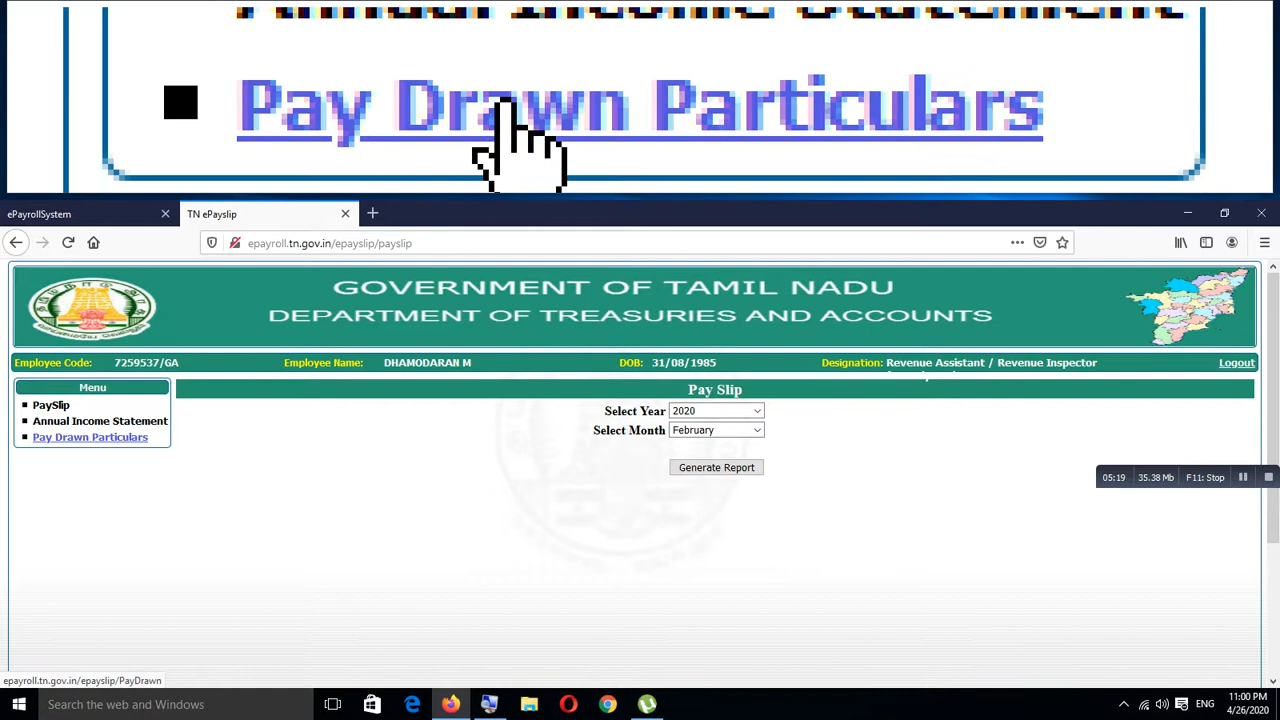 Pay Drawn Particulars
ePayrollSystem
TN ePayslip
epayroll.tn.gov.in/epayslip/payslip
GOVERNMENT OF TAMIL NADU
DEPARTMENT OF TREASURIES AND ACCOUNTS
Employee Code: 7259537/GA Employee Name: DHAMODARAN M DOB: 31/08/1985 Designation: Revenue Assistant / Revenue Inspector Logout
Menu
PaySlip
Annual Income Statement
Pay Drawn Particulars
Pay Slip
Select Year 2020
Select Month February
Generate Report
05:19 35.38 Mb F11: Stop
epayroll.tn.gov.in/epayslip/PayDrawn
Search the web and Windows
ENG
11:00 PM
4/26/2020